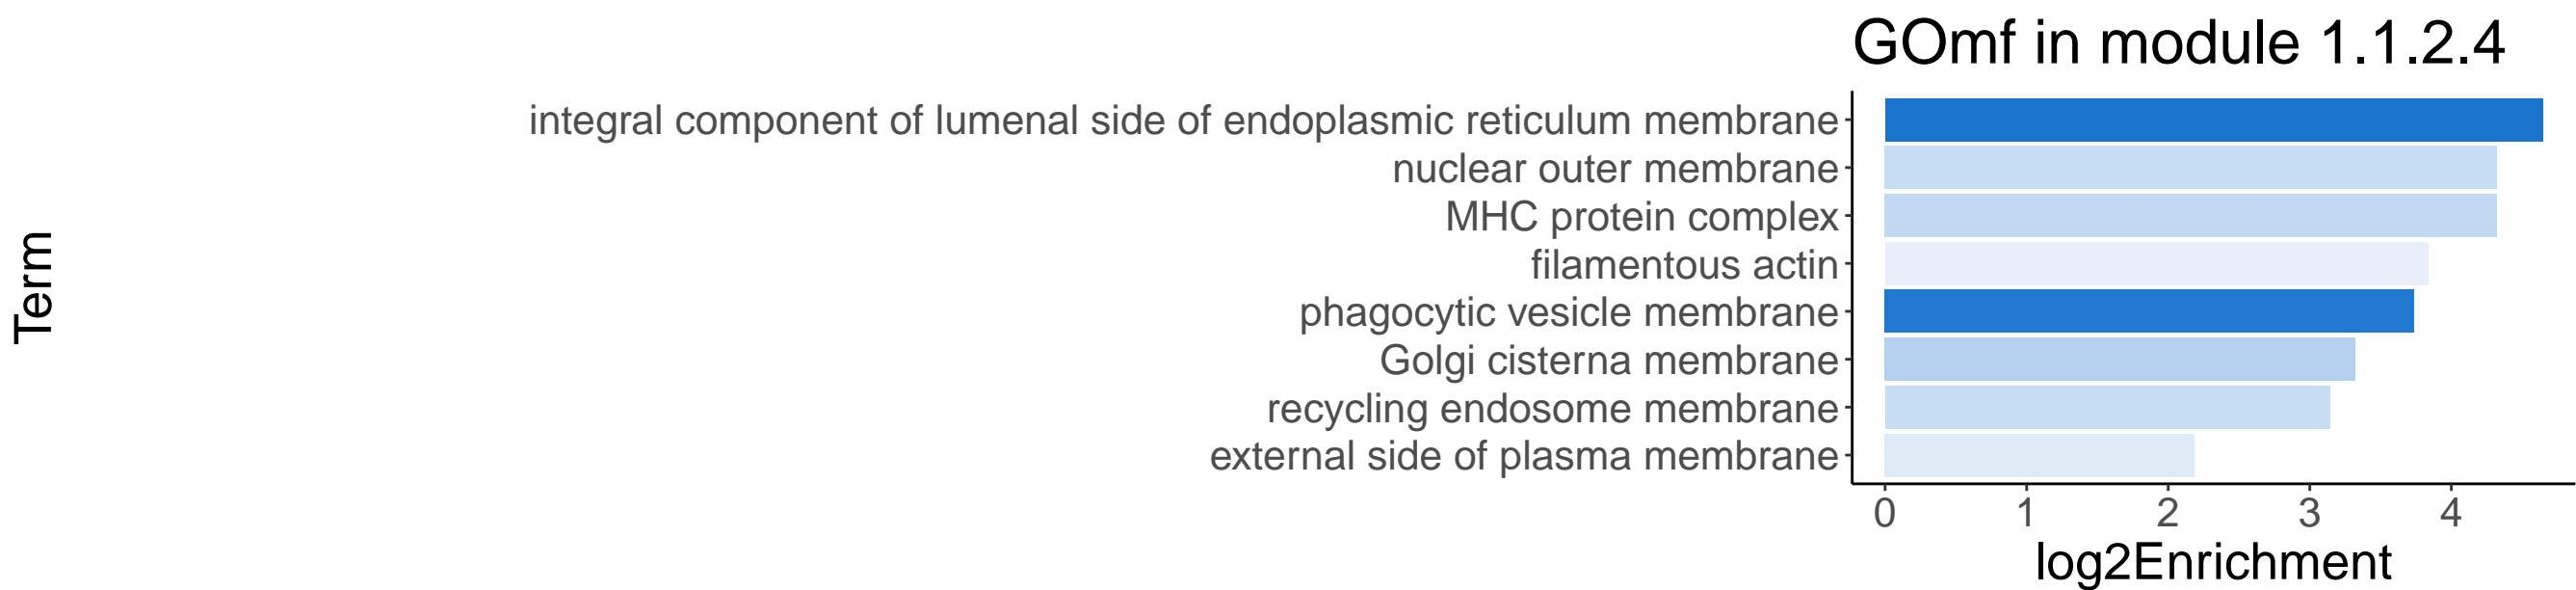 GOmf in module 1.1.2.4
Term
integral component of lumenal side of endoplasmic reticulum membrane
nuclear outer membrane
MHC protein complex
filamentous actin
phagocytic vesicle membrane
Golgi cisterna membrane
recycling endosome membrane
external side of plasma membrane
0 1 2 3 4
log2Enrichment